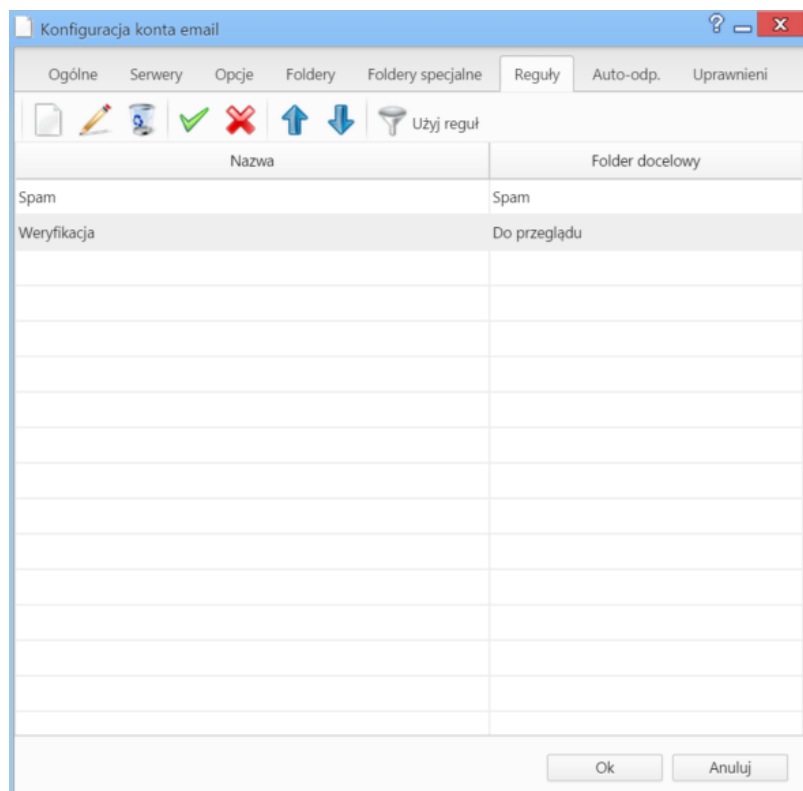 Konfiguracja konta email
Ogólne Serwery Opcje Foldery Foldery specjalne Reguły Auto-odp. Uprawnieni
Użyj reguł
Nazwa Folder docelowy
Spam Spam
Weryfikacja Do przeglądu
Ok Anuluj